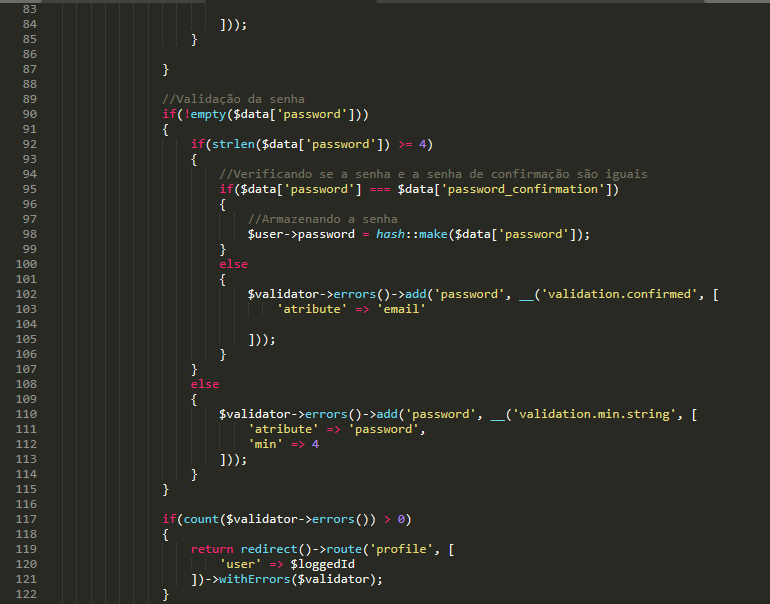 83
84 ]));
85 }
86
87 }
88
89 //Validação da senha
90 if(!empty($data['password']))
91 {
92 if(strlen($data['password']) >= 4)
93 {
94 //Verificando se a senha e a senha de confirmação são iguais
95 if($data['password'] === $data['password_confirmation'])
96 {
97 //Armazenando a senha
98 $user->password = hash::make($data['password']);
99 }
100 else
101 {
102 $validator->errors()->add('password', __('validation.confirmed', [
103 'atribute' => 'email'
104
105 ]));
106 }
107 }
108 else
109 {
110 $validator->errors()->add('password', __('validation.min.string', [
111 'atribute' => 'password',
112 'min' => 4
113 ]));
114 }
115 }
116
117 if(count($validator->errors()) > 0)
118 {
119 return redirect()->route('profile', [
120 'user' => $loggedId
121 ])->withErrors($validator);
122 }